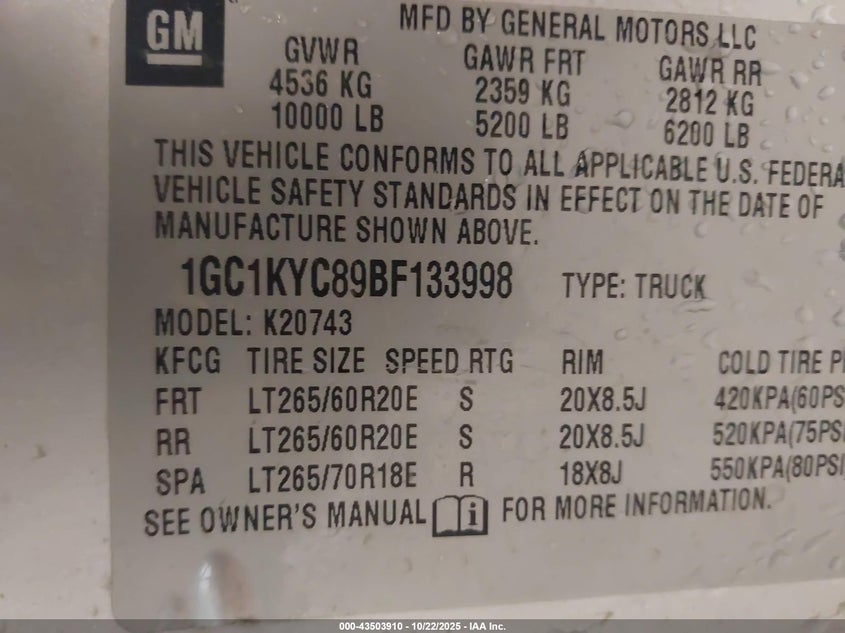 GM
MFD BY GENERAL MOTORS LLC
GVWR GAWR FRT GAWR RR
4536 KG 2359 KG 2812 KG
10000 LB 5200 LB 6200 LB
THIS VEHICLE CONFORMS TO ALL APPLICABLE U.S. FEDERA
VEHICLE SAFETY STANDARDS IN EFFECT ON THE DATE OF
MANUFACTURE SHOWN ABOVE.
1GC1KYC89BF133998 TYPE: TRUCK
MODEL: K20743
KFCG TIRE SIZE SPEED RTG RIM COLD TIRE P
FRT LT265/60R20E S 20X8.5J 420KPA(60PS
RR LT265/60R20E S 20X8.5J 520KPA(75PS
SPA LT265/70R18E R 18X8J 550KPA(80PSI
SEE OWNER'S MANUAL i FOR MORE INFORMATION.
000-43503910 - 10/22/2025 - IAA Inc.